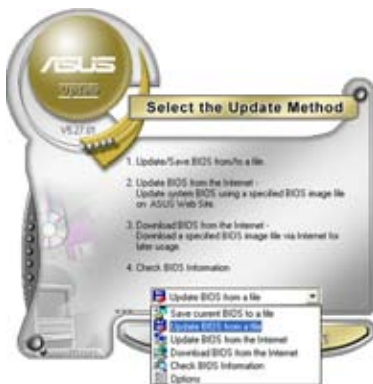 ASUS
Update
V5.27.01
Select the Update Method
1. Update/Save BIOS from/to a file
2. Update BIOS from the Internet -
Update system BIOS using a specified BIOS image file
on ASUS Web Site.
3. Download BIOS from the Internet -
Download a specified BIOS image file via Internet for
later usage.
4. Check BIOS Information
Update BIOS from a file
Save current BIOS to a file
Update BIOS from a file
Update BIOS from the Internet
Download BIOS from the Internet
Check BIOS Information
Options